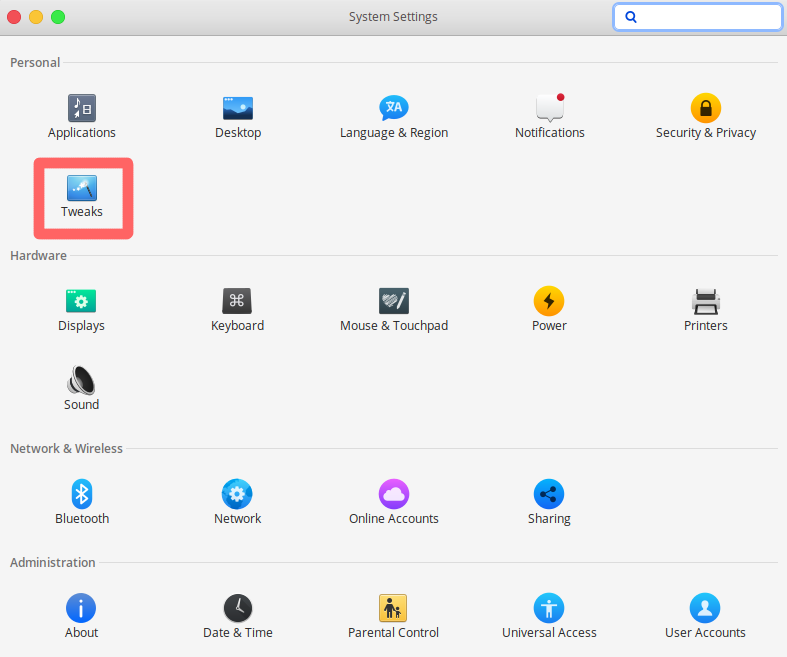 System Settings
Personal
Applications
Desktop
Language & Region
Notifications
Security & Privacy
Tweaks
Hardware
Displays
Keyboard
Mouse & Touchpad
Power
Printers
Sound
Network & Wireless
Bluetooth
Network
Online Accounts
Sharing
Administration
About
Date & Time
Parental Control
Universal Access
User Accounts